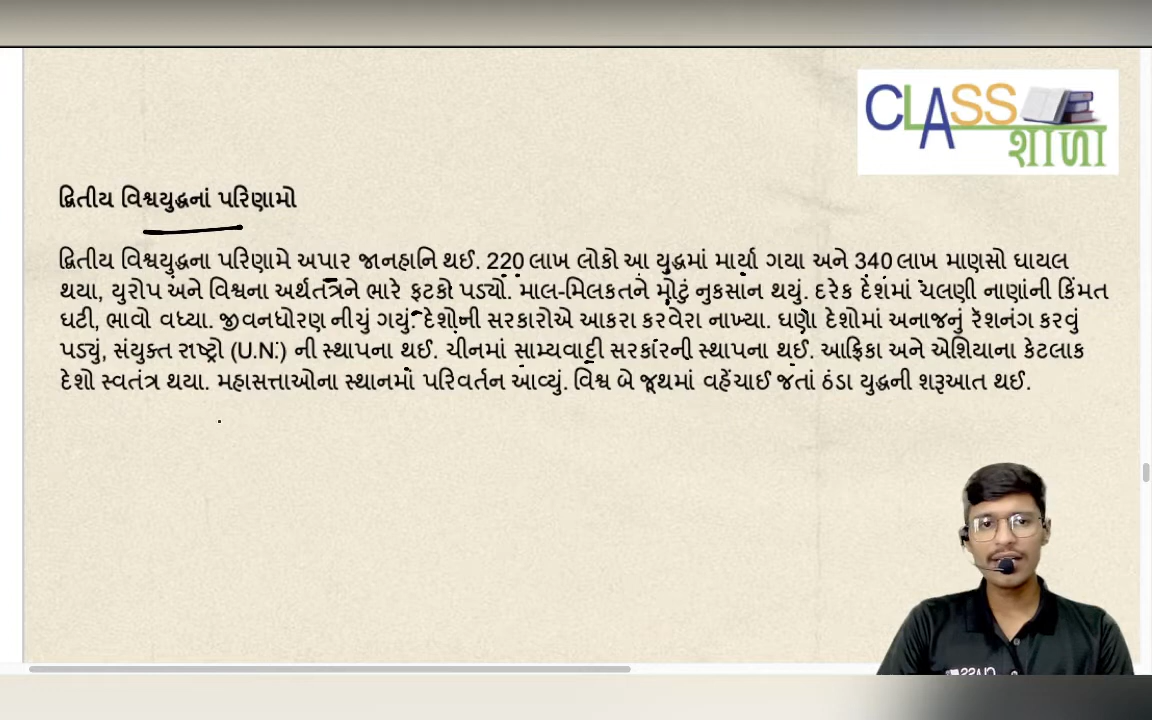 CLASS
શાળા
દ્વિતીય વિશ્વયુદ્ધનાં પરિણામો
દ્વિતીય વિશ્વયુદ્ધના પરિણામે અપાર જાનહાનિ થઈ. 220 લાખ લોકો આ યુદ્ધમાં માર્યા ગયા અને 340 લાખ માણસો ઘાયલ
થયા, યુરોપ અને વિશ્વના અર્થતંત્રને ભારે ફટકો પડ્યો. માલ-મિલકતને મોટું નુકસાન થયું. દરેક દેશમાં ચલણી નાણાંની કિંમત
ઘટી, ભાવો વધ્યા. જીવનધોરણ નીચું ગયું. દેશોની સરકારોએ આકરા કરવેરા નાખ્યા. ઘણા દેશોમાં અનાજનું રેશનંગ કરવું
પડ્યું, સંયુક્ત રાષ્ટ્રો (U.N.) ની સ્થાપના થઈ. ચીનમાં સામ્યવાદી સરકારની સ્થાપના થઈ. આફ્રિકા અને એશિયાના કેટલાક
દેશો સ્વતંત્ર થયા. મહાસત્તાઓના સ્થાનમાં પરિવર્તન આવ્યું. વિશ્વ બે જૂથમાં વહેંચાઈ જતાં ઠંડા યુદ્ધની શરૂઆત થઈ.